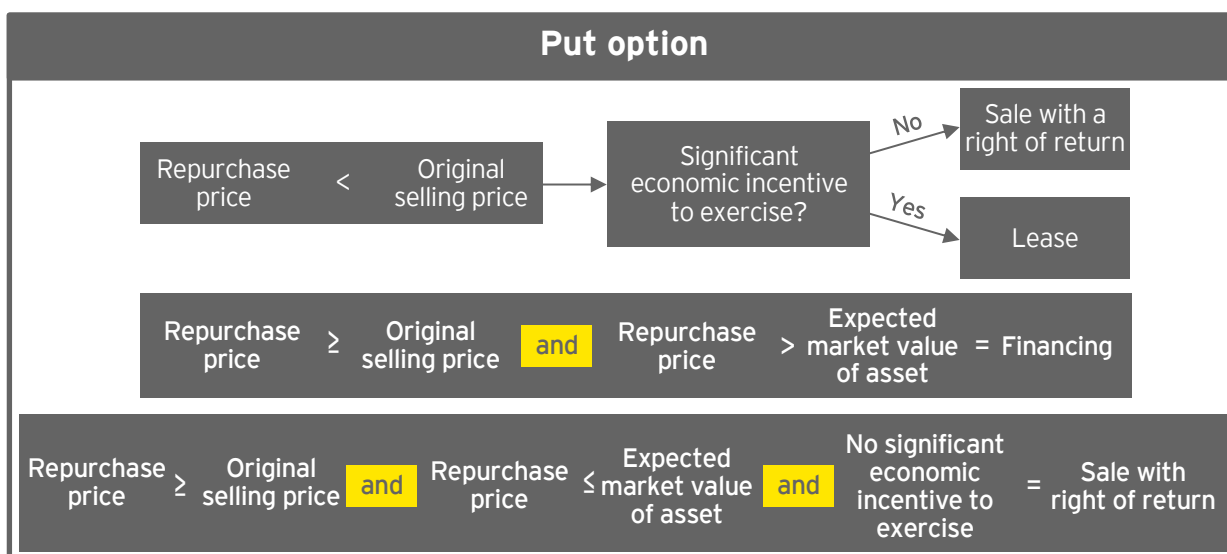 Put option
Repurchase
price
<
Original
selling price
Significant
economic incentive
to exercise?
No
Sale with a
right of return
Yes
Lease
Repurchase
price
≥
Original
selling price
and
Repurchase
price
>
Expected
market value
of asset
= Financing
Repurchase
price
≥
Original
selling price
and
Repurchase
price
≤
Expected
market value
of asset
and
No significant
economic
incentive to
exercise
=
Sale with
right of return